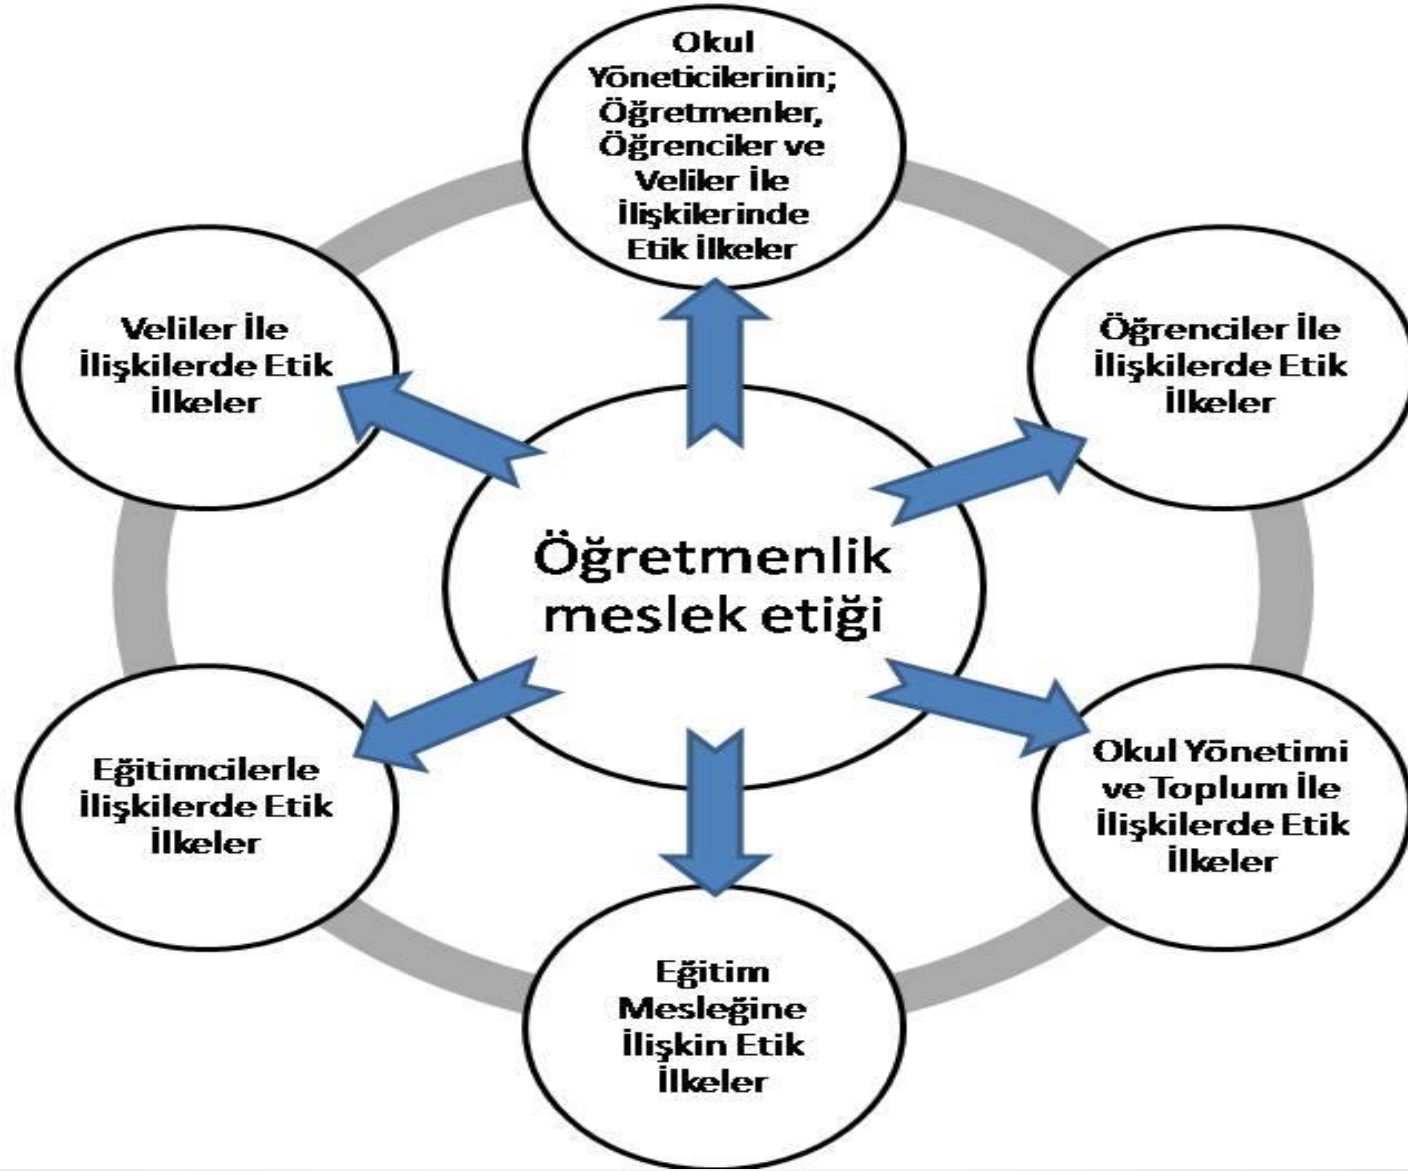 Okul
Yöneticilerinin;
Öğretmenler,
Öğrenciler ve
Veliler İle
İlişkilerinde
Etik İlkeler
Veliler İle
İlişkilerde Etik
İlkeler
Öğrenciler İle
İlişkilerde Etik
İlkeler
Öğretmenlik
meslek etiği
Eğitimcilerle
İlişkilerde Etik
İlkeler
Okul Yönetimi
ve Toplum İle
İlişkilerde Etik
İlkeler
Eğitim
Mesleğine
İlişkin Etik
İlkeler